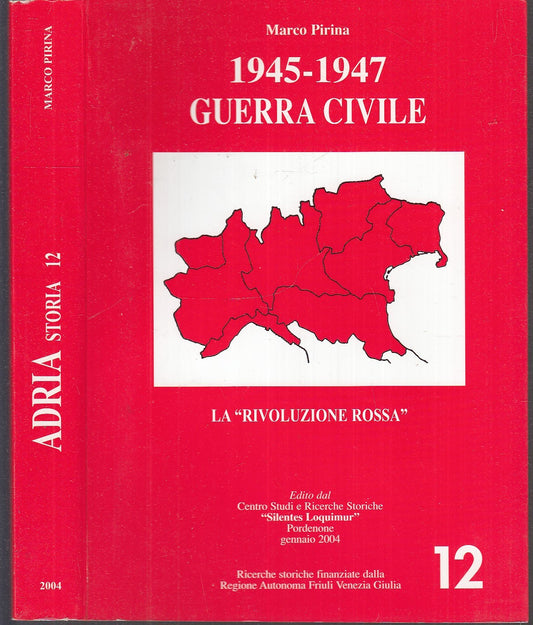 MARCO PIRINA
ADRIA STORIA 12
2004
Marco Pirina
1945-1947
GUERRA CIVILE
LA “RIVOLUZIONE ROSSA”
Edito dal
Centro Studi e Ricerche Storiche
“Silentes Loquimur”
Pordenone
gennaio 2004
Ricerche storiche finanziate dalla
Regione Autonoma Friuli Venezia Giulia
12